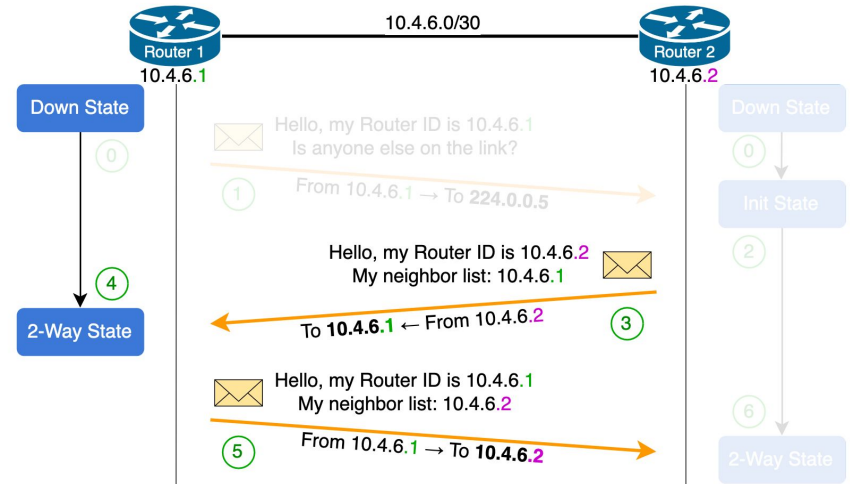 10.4.6.0/30
Router 1
Router 2
10.4.6.1
10.4.6.2
Down State
Down State
0
0
Hello, my Router ID is 10.4.6.1
Is anyone else on the link?
1
From 10.4.6.1 → To 224.0.0.5
Init State
2
Hello, my Router ID is 10.4.6.2
My neighbor list: 10.4.6.1
4
2-Way State
To 10.4.6.1 ← From 10.4.6.2
3
Hello, my Router ID is 10.4.6.1
My neighbor list: 10.4.6.2
5
From 10.4.6.1 → To 10.4.6.2
6
2-Way State